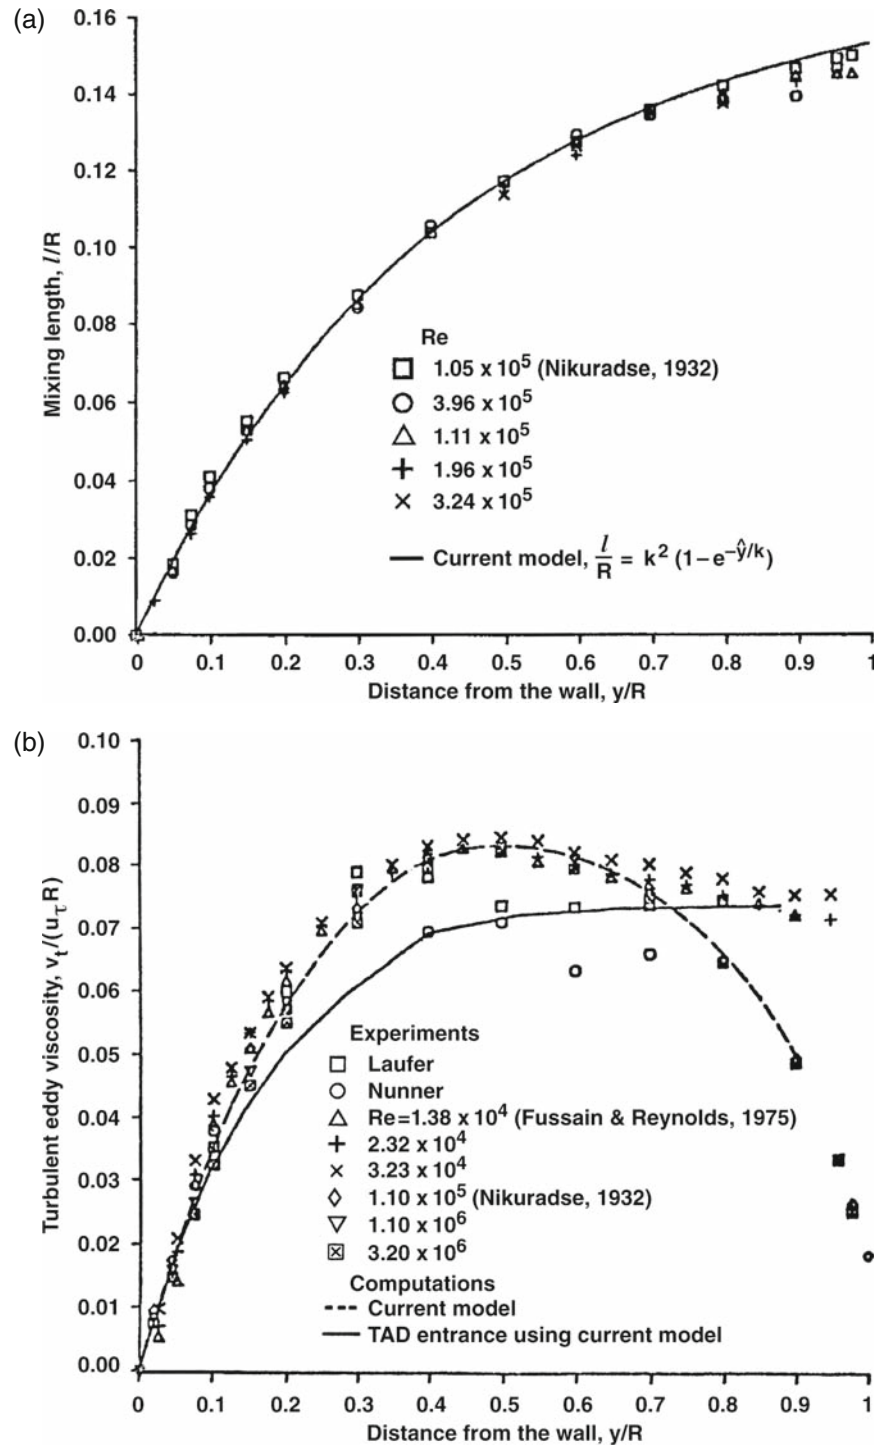 (a)
0.16
0.14
0.12
0.10
0.08
0.06
0.04
0.02
0.00
Mixing length, l/R
Re
1.05 x 10^5 (Nikuradse, 1932)
3.96 x 10^5
1.11 x 10^5
1.96 x 10^5
3.24 x 10^5
Current model, l/R = k^2 (1–e^–ŷ/k)
0 0.1 0.2 0.3 0.4 0.5 0.6 0.7 0.8 0.9 1
Distance from the wall, y/R
(b)
0.10
0.09
0.08
0.07
0.06
0.05
0.04
0.03
0.02
0.01
0.00
Turbulent eddy viscosity, v_t/(u_τ R)
Experiments
Laufer
Nunner
Re=1.38 x 10^4 (Fussain & Reynolds, 1975)
2.32 x 10^4
3.23 x 10^4
1.10 x 10^5 (Nikuradse, 1932)
1.10 x 10^6
3.20 x 10^6
Computations
Current model
TAD entrance using current model
0 0.1 0.2 0.3 0.4 0.5 0.6 0.7 0.8 0.9 1
Distance from the wall, y/R